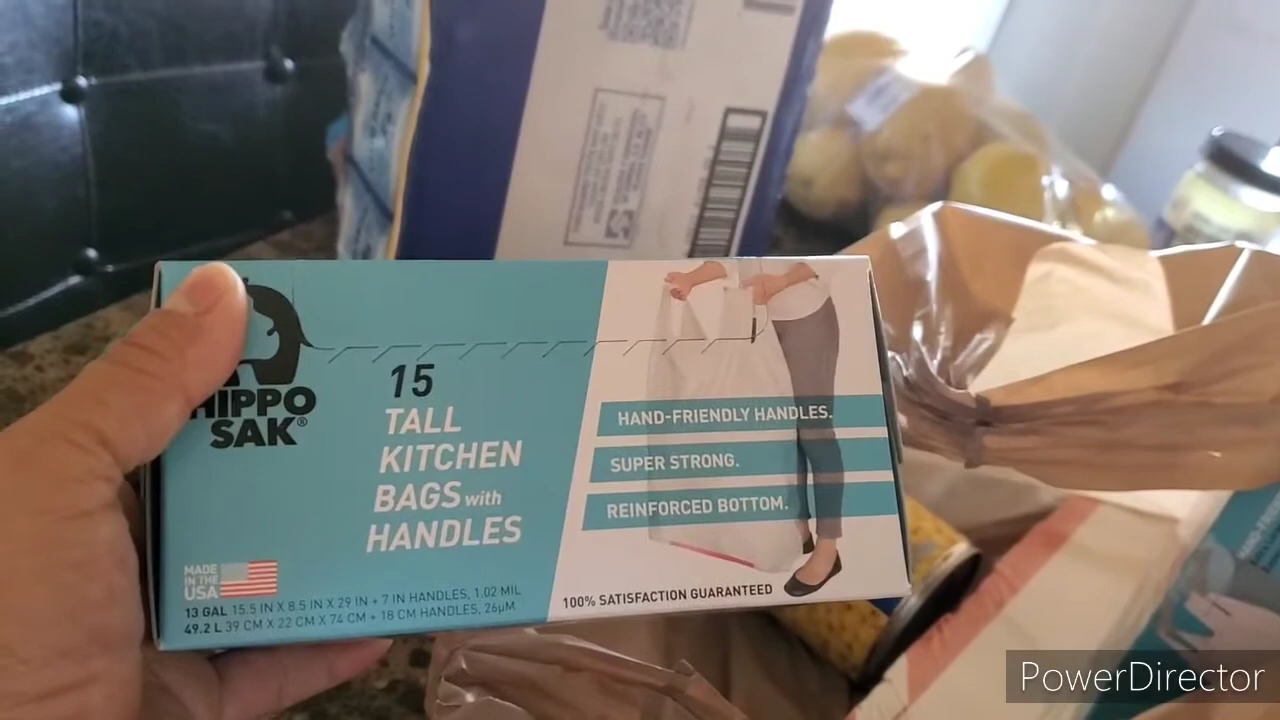 HIPPO
SAK®
15
TALL
KITCHEN
BAGS with
HANDLES
HAND-FRIENDLY HANDLES.
SUPER STRONG.
REINFORCED BOTTOM.
MADE
IN THE
USA
13 GAL 15.5 IN X 8.5 IN X 29 IN + 7 IN HANDLES, 1.02 MIL
49.2 L 39 CM X 22 CM X 74 CM + 18 CM HANDLES, 26µM
100% SATISFACTION GUARANTEED
PowerDirector